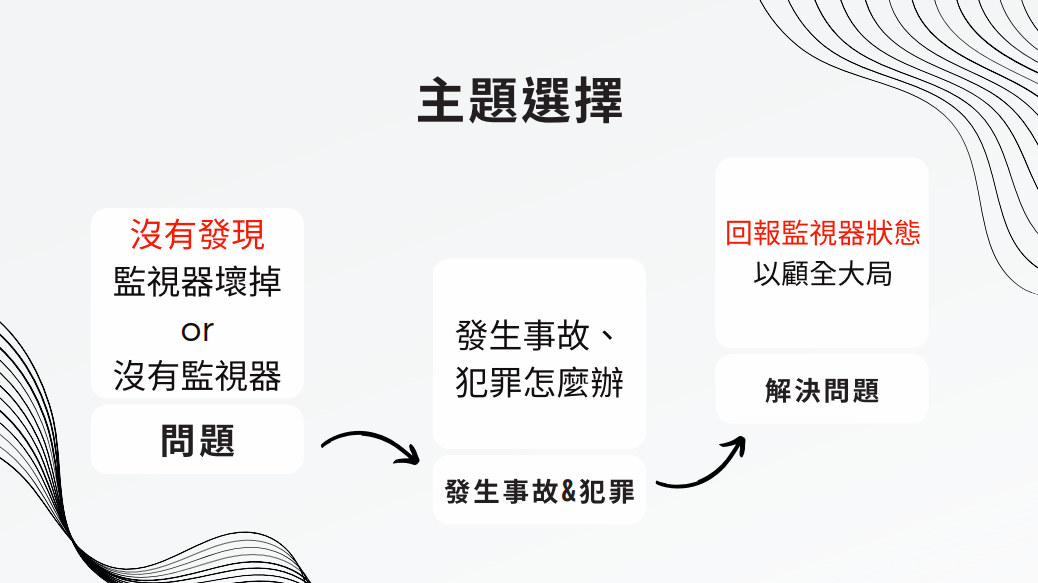 主題選擇
沒有發現
監視器壞掉
or
沒有監視器
問題
發生事故、
犯罪怎麼辦
發生事故&犯罪
回報監視器狀態
以顧全大局
解決問題